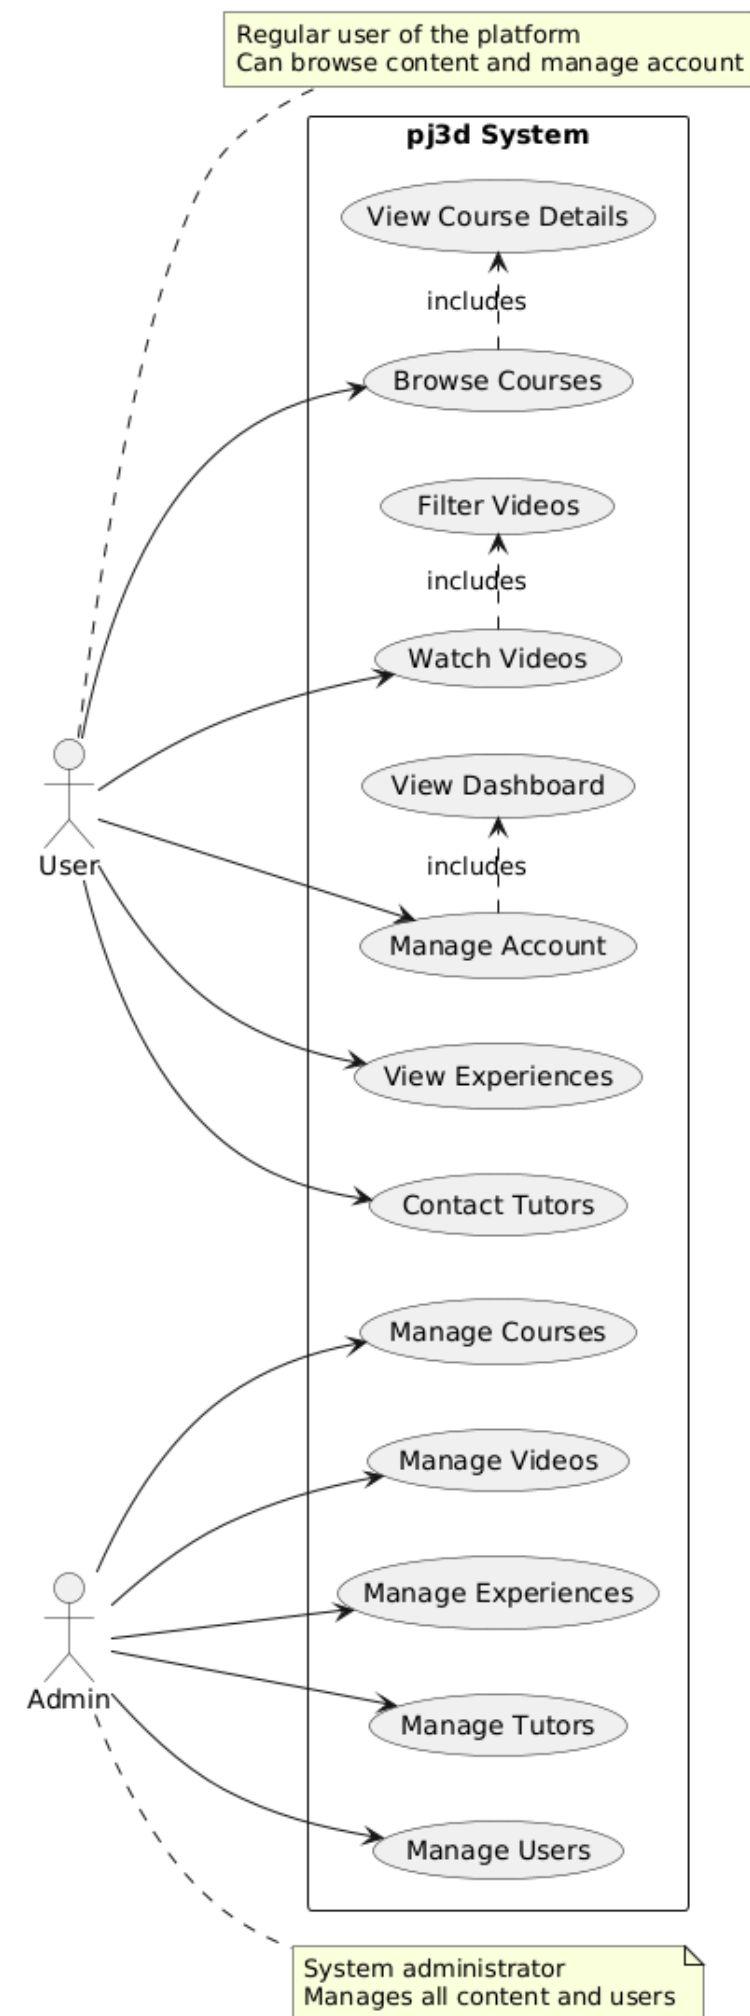 Regular user of the platform
Can browse content and manage account
pj3d System
View Course Details
includes
Browse Courses
Filter Videos
includes
Watch Videos
View Dashboard
includes
User
Manage Account
View Experiences
Contact Tutors
Manage Courses
Manage Videos
Manage Experiences
Admin
Manage Tutors
Manage Users
System administrator
Manages all content and users